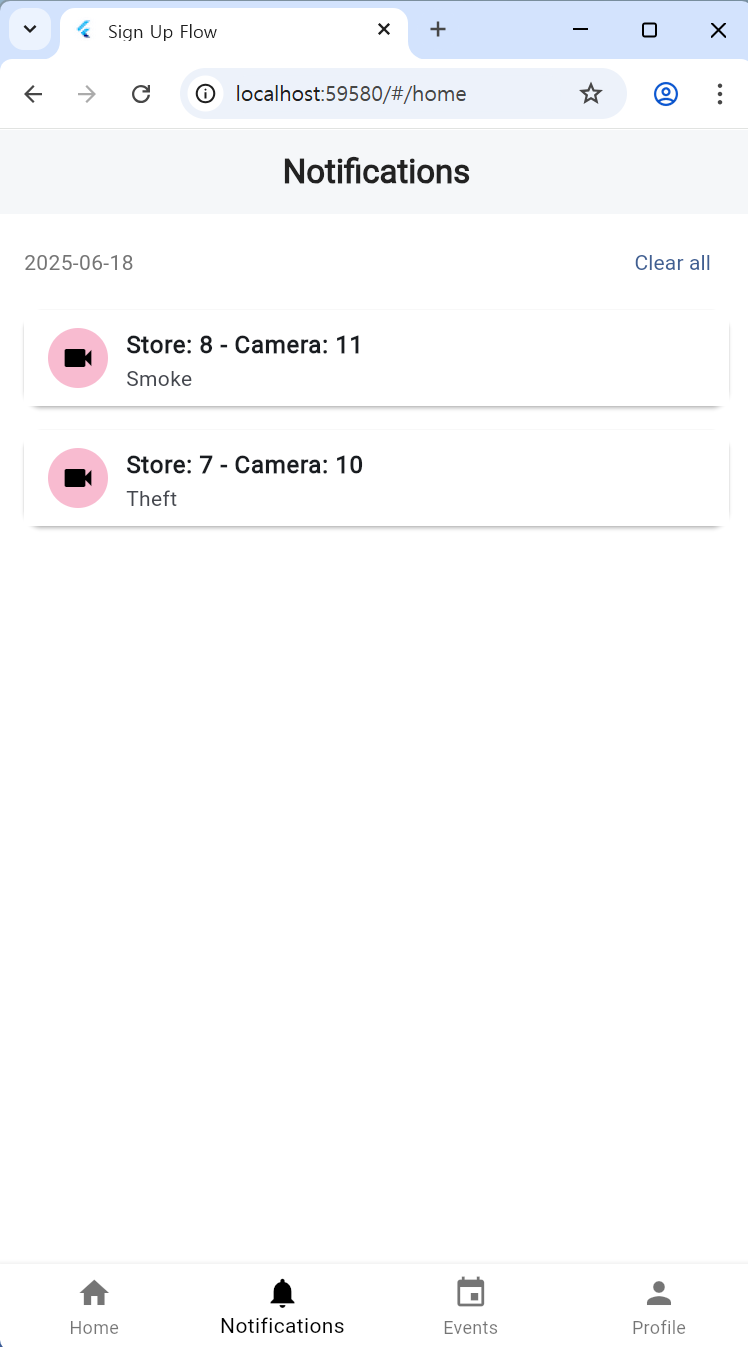 Sign Up Flow
localhost:59580/#/home
Notifications
2025-06-18
Clear all
Store: 8 - Camera: 11
Smoke
Store: 7 - Camera: 10
Theft
Home
Notifications
Events
Profile